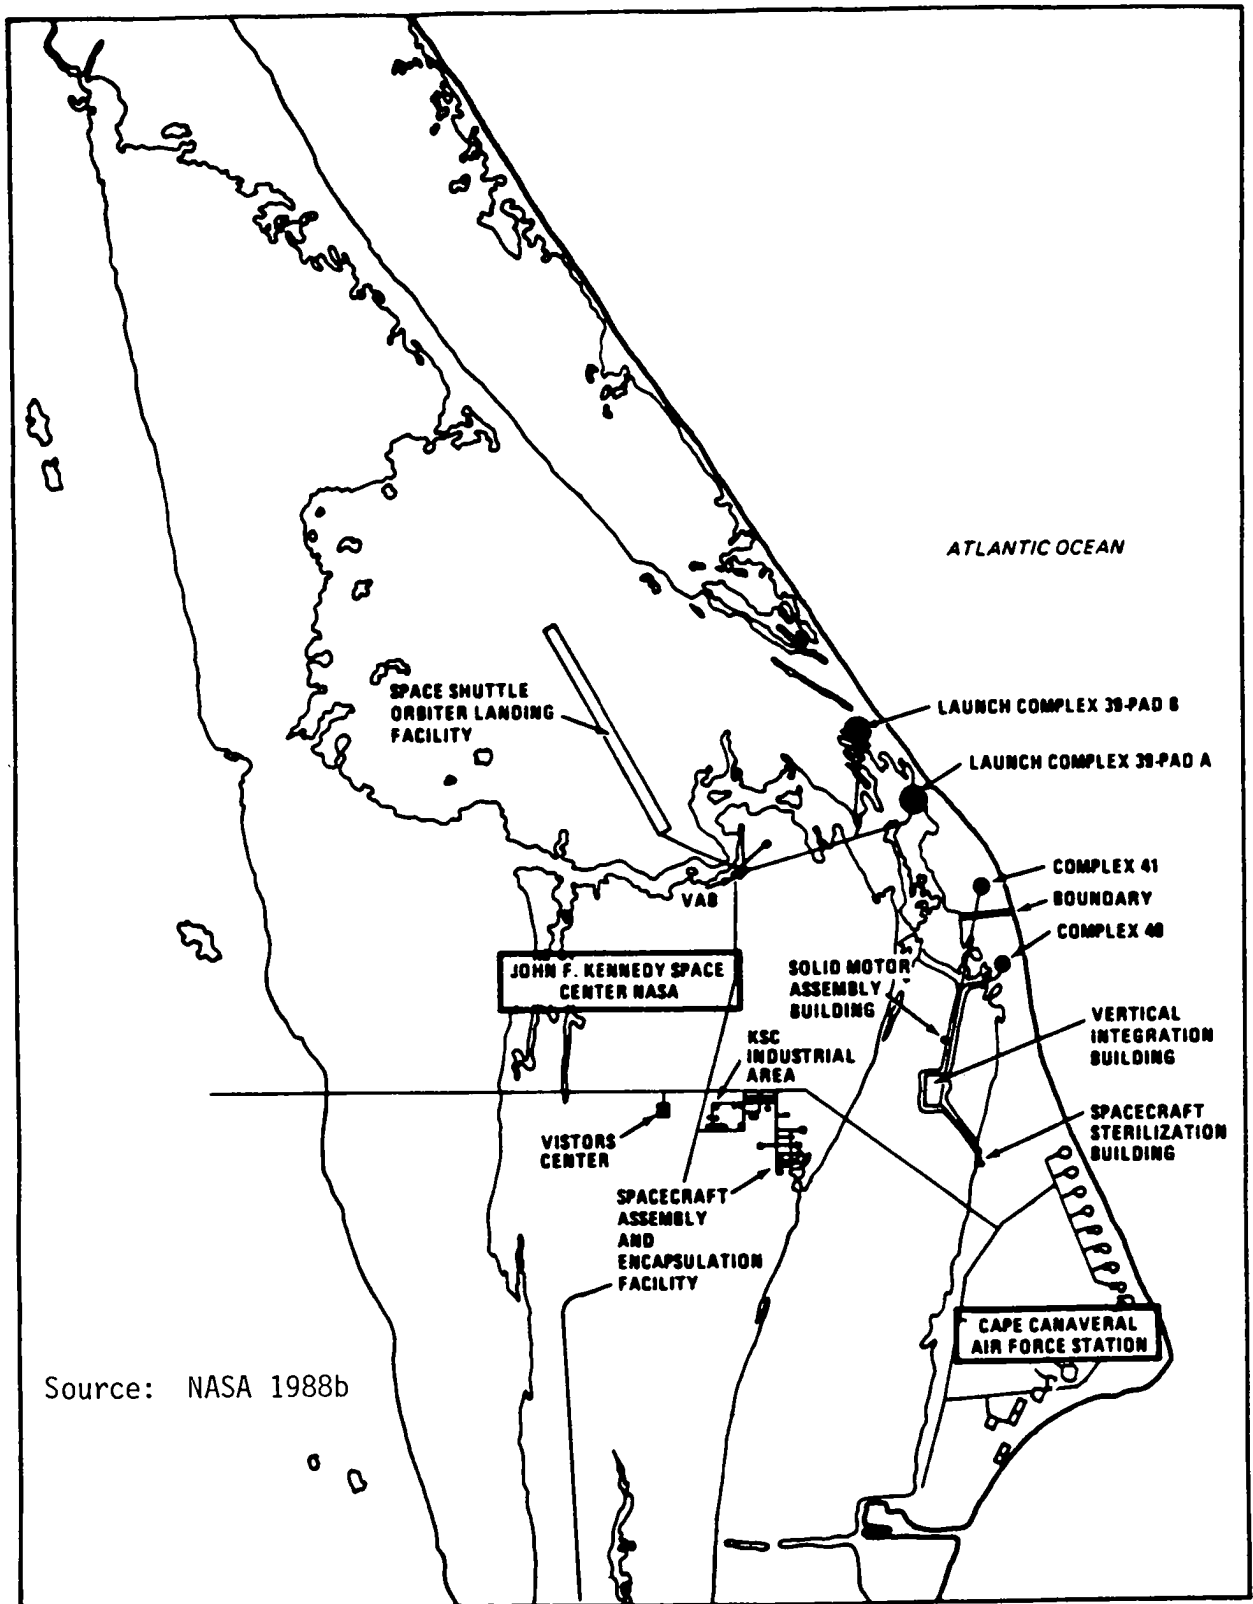 ATLANTIC OCEAN
SPACE SHUTTLE
ORBITER LANDING
FACILITY
LAUNCH COMPLEX 39-PAD B
LAUNCH COMPLEX 39-PAD A
COMPLEX 41
BOUNDARY
COMPLEX 40
VAB
JOHN F. KENNEDY SPACE
CENTER NASA
SOLID MOTOR
ASSEMBLY
BUILDING
VERTICAL
INTEGRATION
BUILDING
KSC
INDUSTRIAL
AREA
SPACECRAFT
STERILIZATION
BUILDING
VISTORS
CENTER
SPACECRAFT
ASSEMBLY
AND
ENCAPSULATION
FACILITY
CAPE CANAVERAL
AIR FORCE STATION
Source: NASA 1988b